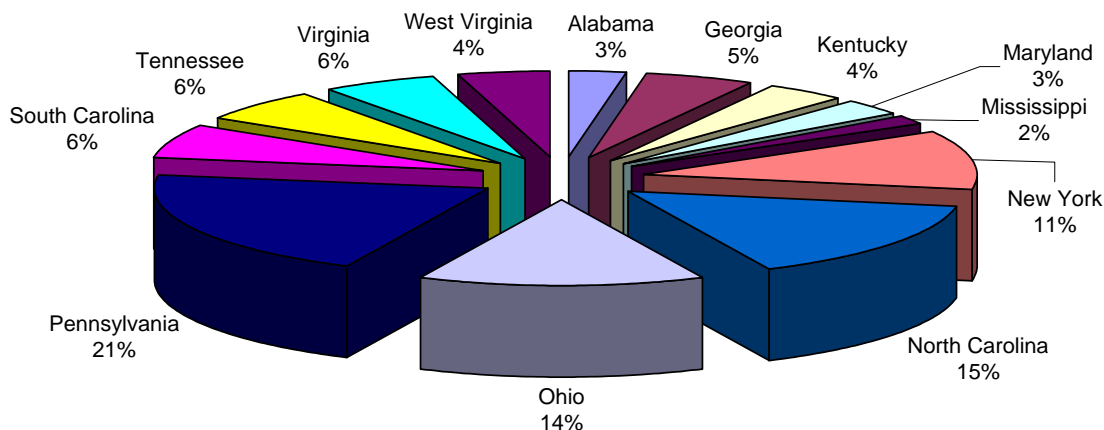 Alabama
3%
Georgia
5%
Kentucky
4%
Maryland
3%
Mississippi
2%
New York
11%
North Carolina
15%
Ohio
14%
Pennsylvania
21%
South Carolina
6%
Tennessee
6%
Virginia
6%
West Virginia
4%